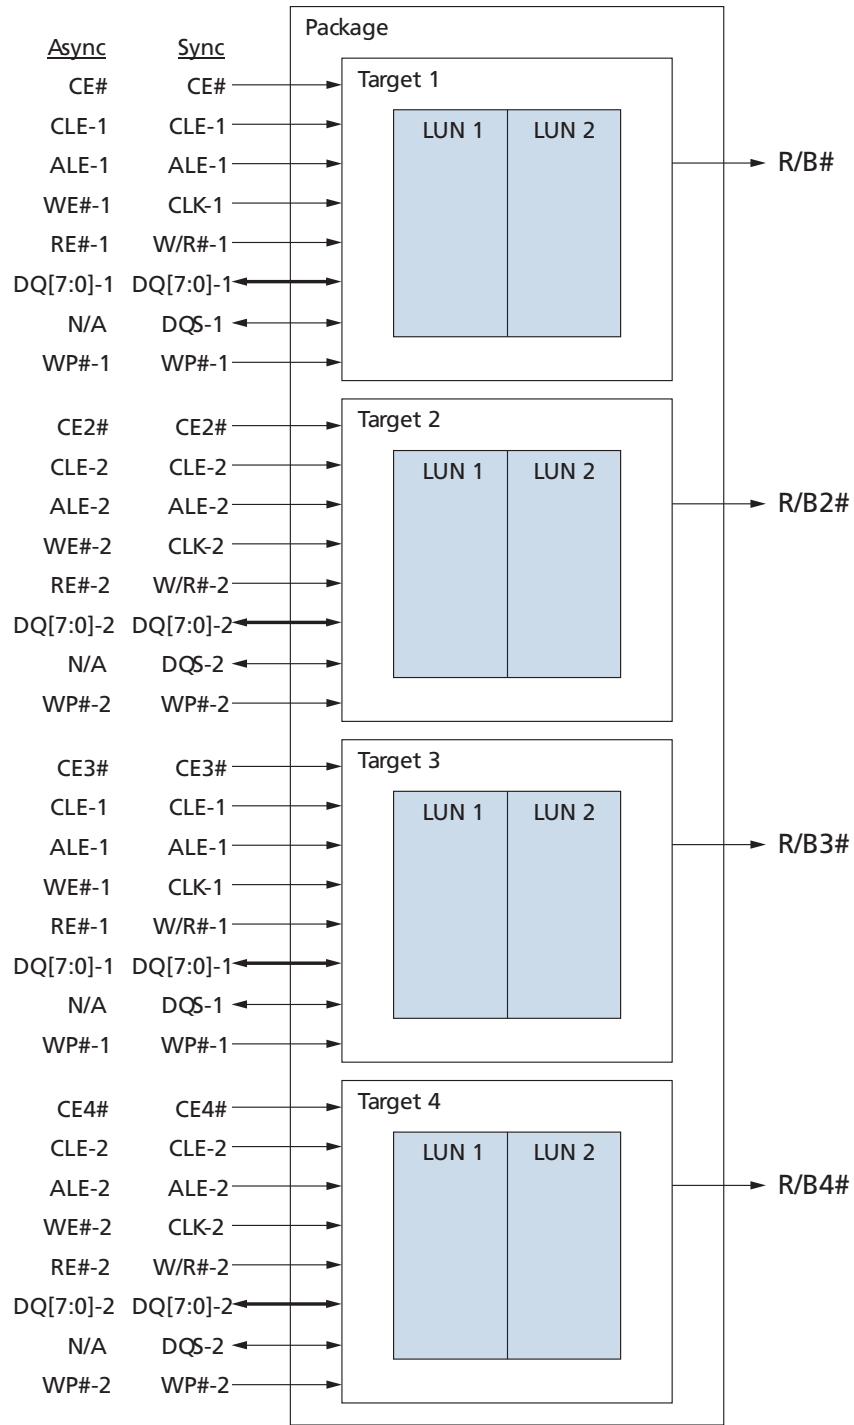 Package
Async Sync
CE# CE# Target 1
CLE-1 CLE-1 LUN 1 LUN 2
ALE-1 ALE-1 R/B#
WE#-1 CLK-1
RE#-1 W/R#-1
DQ[7:0]-1 DQ[7:0]-1
N/A DQS-1
WP#-1 WP#-1
CE2# CE2# Target 2
CLE-2 CLE-2 LUN 1 LUN 2
ALE-2 ALE-2 R/B2#
WE#-2 CLK-2
RE#-2 W/R#-2
DQ[7:0]-2 DQ[7:0]-2
N/A DQS-2
WP#-2 WP#-2
CE3# CE3# Target 3
CLE-1 CLE-1 LUN 1 LUN 2
ALE-1 ALE-1 R/B3#
WE#-1 CLK-1
RE#-1 W/R#-1
DQ[7:0]-1 DQ[7:0]-1
N/A DQS-1
WP#-1 WP#-1
CE4# CE4# Target 4
CLE-2 CLE-2 LUN 1 LUN 2
ALE-2 ALE-2 R/B4#
WE#-2 CLK-2
RE#-2 W/R#-2
DQ[7:0]-2 DQ[7:0]-2
N/A DQS-2
WP#-2 WP#-2